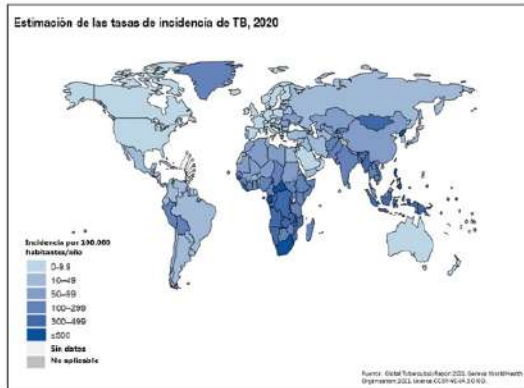 Estimación de las tasas de incidencia de TB, 2020
Incidencia por 100.000
habitantes/año
0-9.9
10-49
50-99
100-299
300-499
≥500
Sin datos
No aplicable
Fuente: Global Tuberculosis Report 2021. Geneva: World Health
Organisation; 2021. License: CC BY-NC-SA 3.0 IGO.